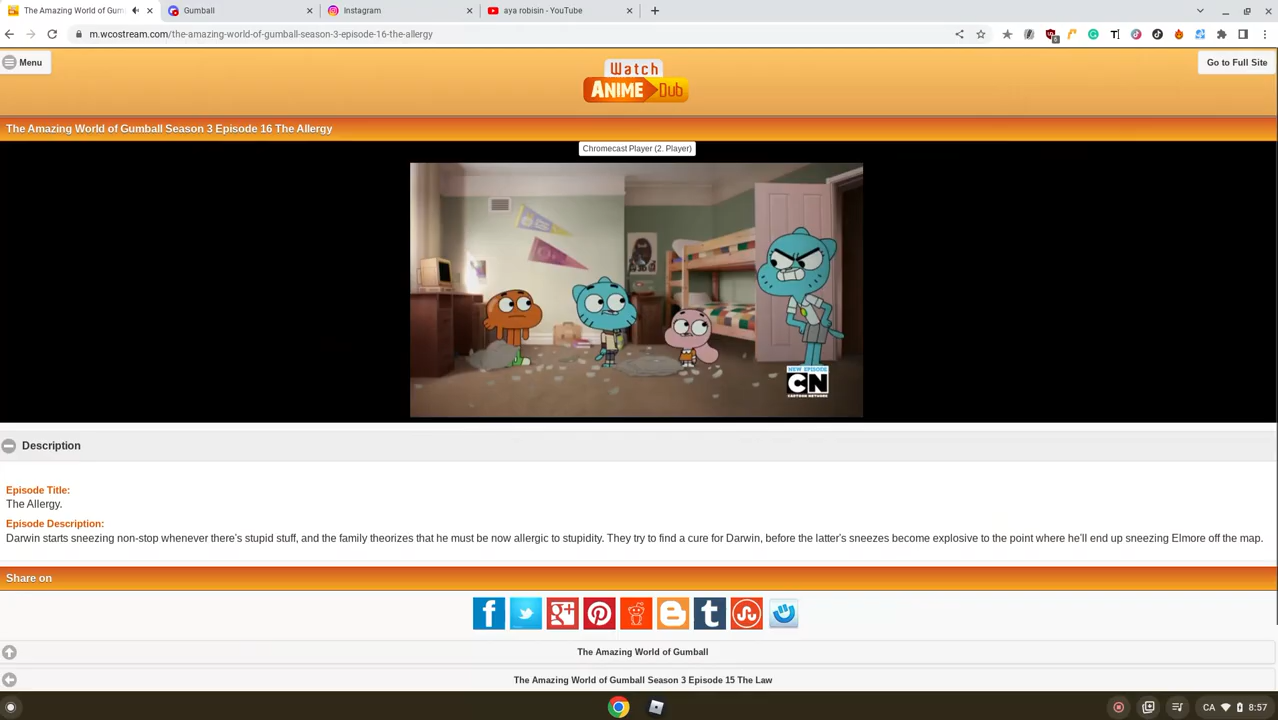 The Amazing World of Gum
Gumball
Instagram
aya robisin - YouTube
m.wcostream.com/the-amazing-world-of-gumball-season-3-episode-16-the-allergy
Menu
Watch
ANIME Dub
Go to Full Site
The Amazing World of Gumball Season 3 Episode 16 The Allergy
Chromecast Player (2. Player)
NEW EPISODE
CN
CARTOON NETWORK
Description
Episode Title:
The Allergy.
Episode Description:
Darwin starts sneezing non-stop whenever there's stupid stuff, and the family theorizes that he must be now allergic to stupidity. They try to find a cure for Darwin, before the latter's sneezes become explosive to the point where he'll end up sneezing Elmore off the map.
Share on
The Amazing World of Gumball
The Amazing World of Gumball Season 3 Episode 15 The Law
CA 8:57